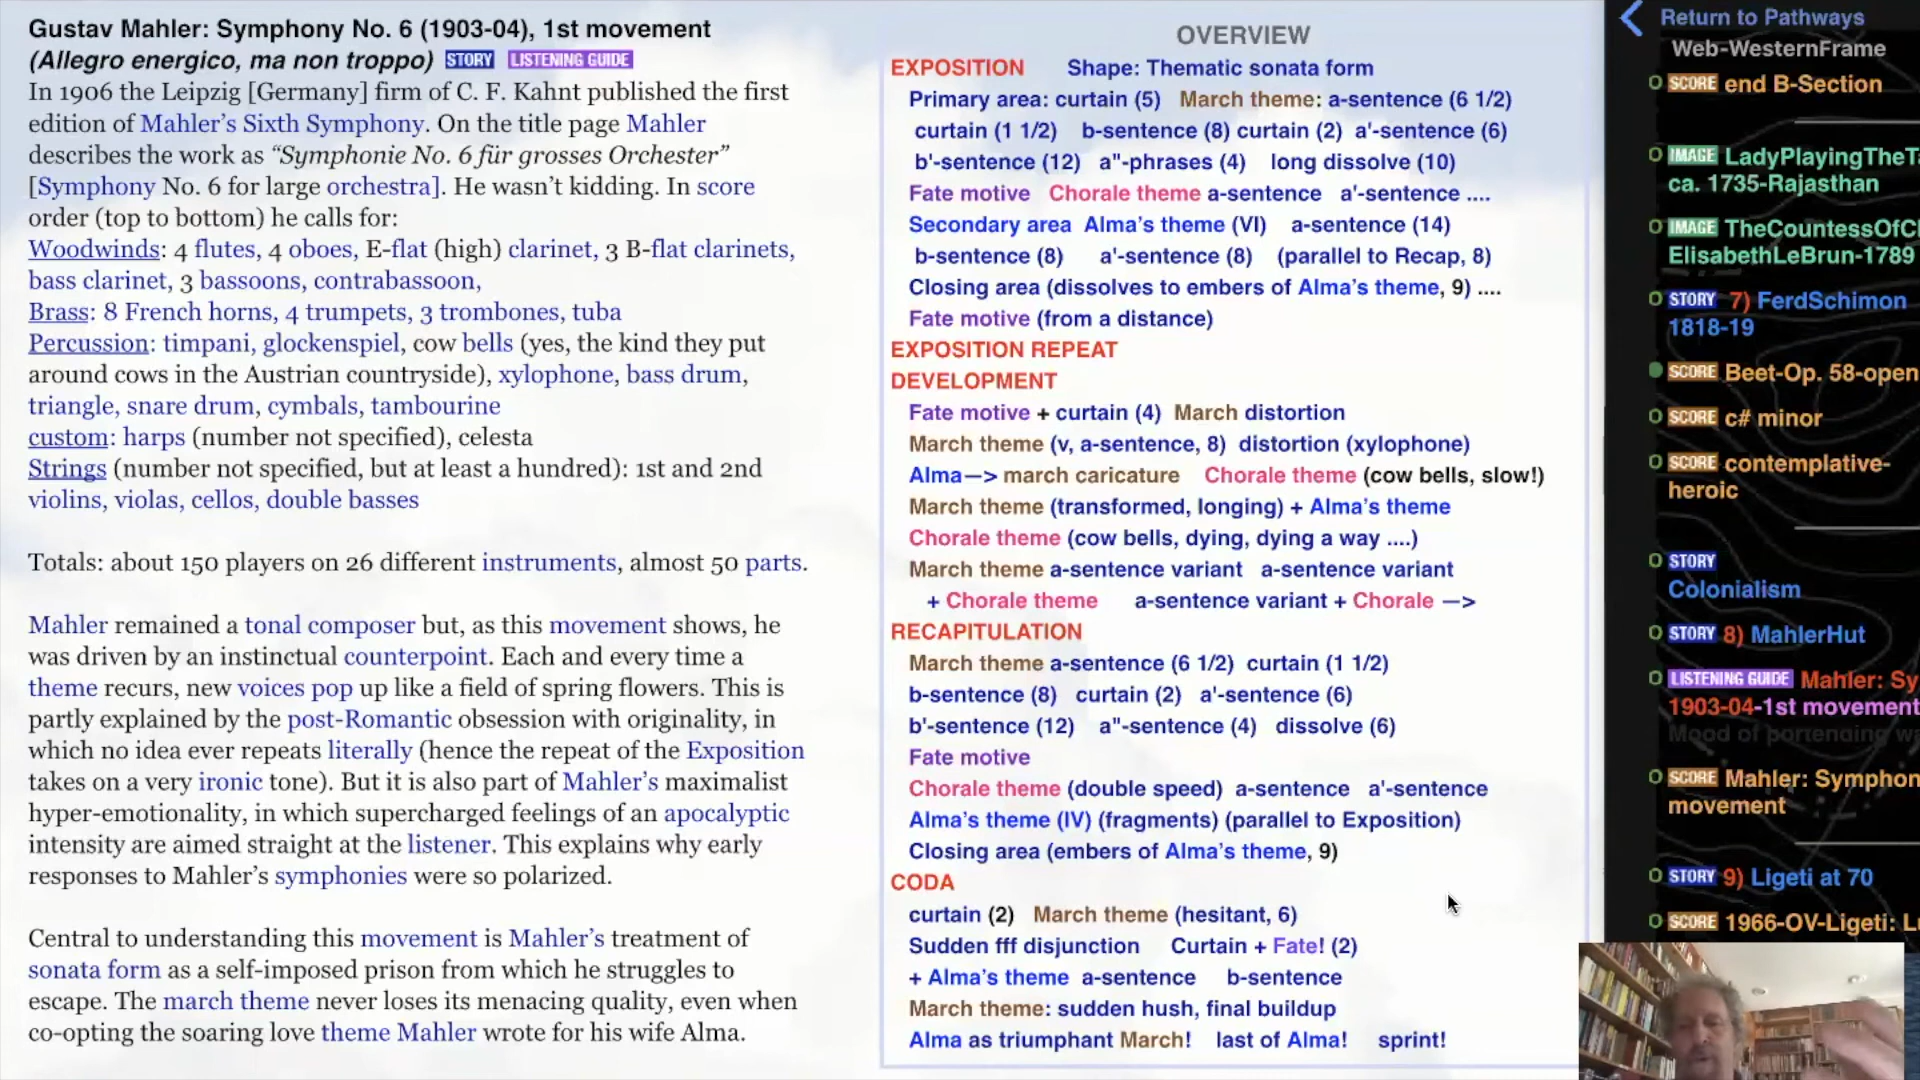 Gustav Mahler: Symphony No. 6 (1903-04), 1st movement
(Allegro energico, ma non troppo) STORY LISTENING GUIDE
In 1906 the Leipzig [Germany] firm of C. F. Kahnt published the first
edition of Mahler's Sixth Symphony. On the title page Mahler
describes the work as “Symphonie No. 6 für grosses Orchester”
[Symphony No. 6 for large orchestra]. He wasn't kidding. In score
order (top to bottom) he calls for:
Woodwinds: 4 flutes, 4 oboes, E-flat (high) clarinet, 3 B-flat clarinets,
bass clarinet, 3 bassoons, contrabassoon,
Brass: 8 French horns, 4 trumpets, 3 trombones, tuba
Percussion: timpani, glockenspiel, cow bells (yes, the kind they put
around cows in the Austrian countryside), xylophone, bass drum,
triangle, snare drum, cymbals, tambourine
custom: harps (number not specified), celesta
Strings (number not specified, but at least a hundred): 1st and 2nd
violins, violas, cellos, double basses
Totals: about 150 players on 26 different instruments, almost 50 parts.
Mahler remained a tonal composer but, as this movement shows, he
was driven by an instinctual counterpoint. Each and every time a
theme recurs, new voices pop up like a field of spring flowers. This is
partly explained by the post-Romantic obsession with originality, in
which no idea ever repeats literally (hence the repeat of the Exposition
takes on a very ironic tone). But it is also part of Mahler's maximalist
hyper-emotionality, in which supercharged feelings of an apocalyptic
intensity are aimed straight at the listener. This explains why early
responses to Mahler's symphonies were so polarized.
Central to understanding this movement is Mahler's treatment of
sonata form as a self-imposed prison from which he struggles to
escape. The march theme never loses its menacing quality, even when
co-opting the soaring love theme Mahler wrote for his wife Alma.
OVERVIEW
EXPOSITION Shape: Thematic sonata form
Primary area: curtain (5) March theme: a-sentence (6 1/2)
curtain (1 1/2) b-sentence (8) curtain (2) a'-sentence (6)
b'-sentence (12) a"-phrases (4) long dissolve (10)
Fate motive Chorale theme a-sentence a'-sentence ....
Secondary area Alma's theme (VI) a-sentence (14)
b-sentence (8) a'-sentence (8) (parallel to Recap, 8)
Closing area (dissolves to embers of Alma's theme, 9) ....
Fate motive (from a distance)
EXPOSITION REPEAT
DEVELOPMENT
Fate motive + curtain (4) March distortion
March theme (v, a-sentence, 8) distortion (xylophone)
Alma—> march caricature Chorale theme (cow bells, slow!)
March theme (transformed, longing) + Alma's theme
Chorale theme (cow bells, dying, dying a way ....)
March theme a-sentence variant a-sentence variant
+ Chorale theme a-sentence variant + Chorale —>
RECAPITULATION
March theme a-sentence (6 1/2) curtain (1 1/2)
b-sentence (8) curtain (2) a'-sentence (6)
b'-sentence (12) a"-sentence (4) dissolve (6)
Fate motive
Chorale theme (double speed) a-sentence a'-sentence
Alma's theme (IV) (fragments) (parallel to Exposition)
Closing area (embers of Alma's theme, 9)
CODA
curtain (2) March theme (hesitant, 6)
Sudden fff disjunction Curtain + Fate! (2)
+ Alma's theme a-sentence b-sentence
March theme: sudden hush, final buildup
Alma as triumphant March! last of Alma! sprint!
Return to Pathways
Web-WesternFrame
SCORE end B-Section
IMAGE LadyPlayingTheTa
ca. 1735-Rajasthan
IMAGE TheCountessOfCh
ElisabethLeBrun-1789
STORY 7) FerdSchimon
1818-19
SCORE Beet-Op. 58-open
SCORE c# minor
SCORE contemplative-
heroic
STORY
Colonialism
STORY 8) MahlerHut
LISTENING GUIDE Mahler: Sy
1903-04-1st movement
Mood of portending
SCORE Mahler: Symphon
movement
STORY 9) Ligeti at 70
SCORE 1966-OV-Ligeti: L